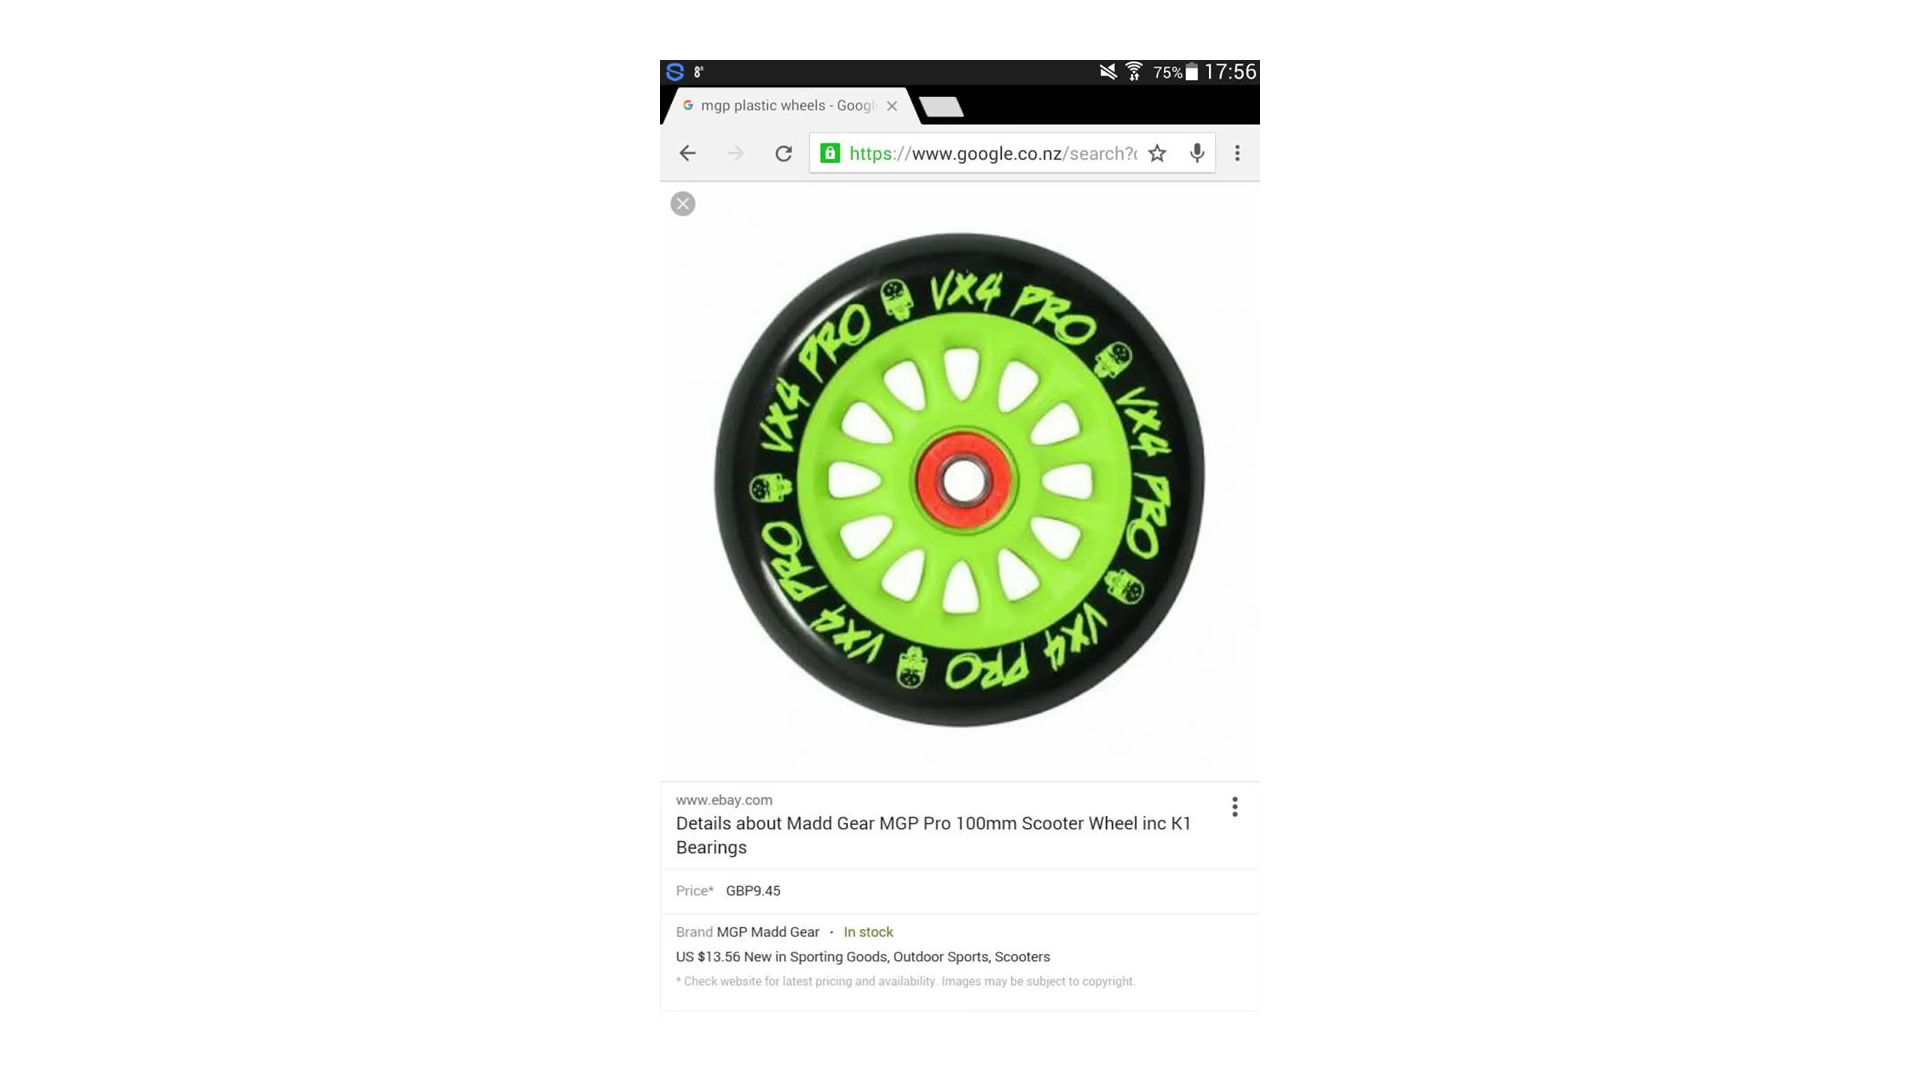 8°
75%
17:56
mgp plastic wheels - Googl
https://www.google.co.nz/search?
VX4 PRO
VX4 PRO
VX4 PRO
VX4 PRO
VX4 PRO
www.ebay.com
Details about Madd Gear MGP Pro 100mm Scooter Wheel inc K1
Bearings
Price* GBP9.45
Brand MGP Madd Gear · In stock
US $13.56 New in Sporting Goods, Outdoor Sports, Scooters
* Check website for latest pricing and availability. Images may be subject to copyright.